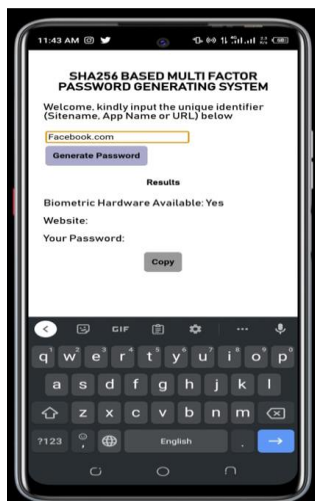 11:43 AM
SHA256 BASED MULTI FACTOR
PASSWORD GENERATING SYSTEM
Welcome, kindly input the unique identifier
(Sitename, App Name or URL) below
Facebook.com
Generate Password
Results
Biometric Hardware Available: Yes
Website:
Your Password:
Copy
GIF
q w e r t y u i o p
a s d f g h j k l
z x c v b n m
?123 , English .